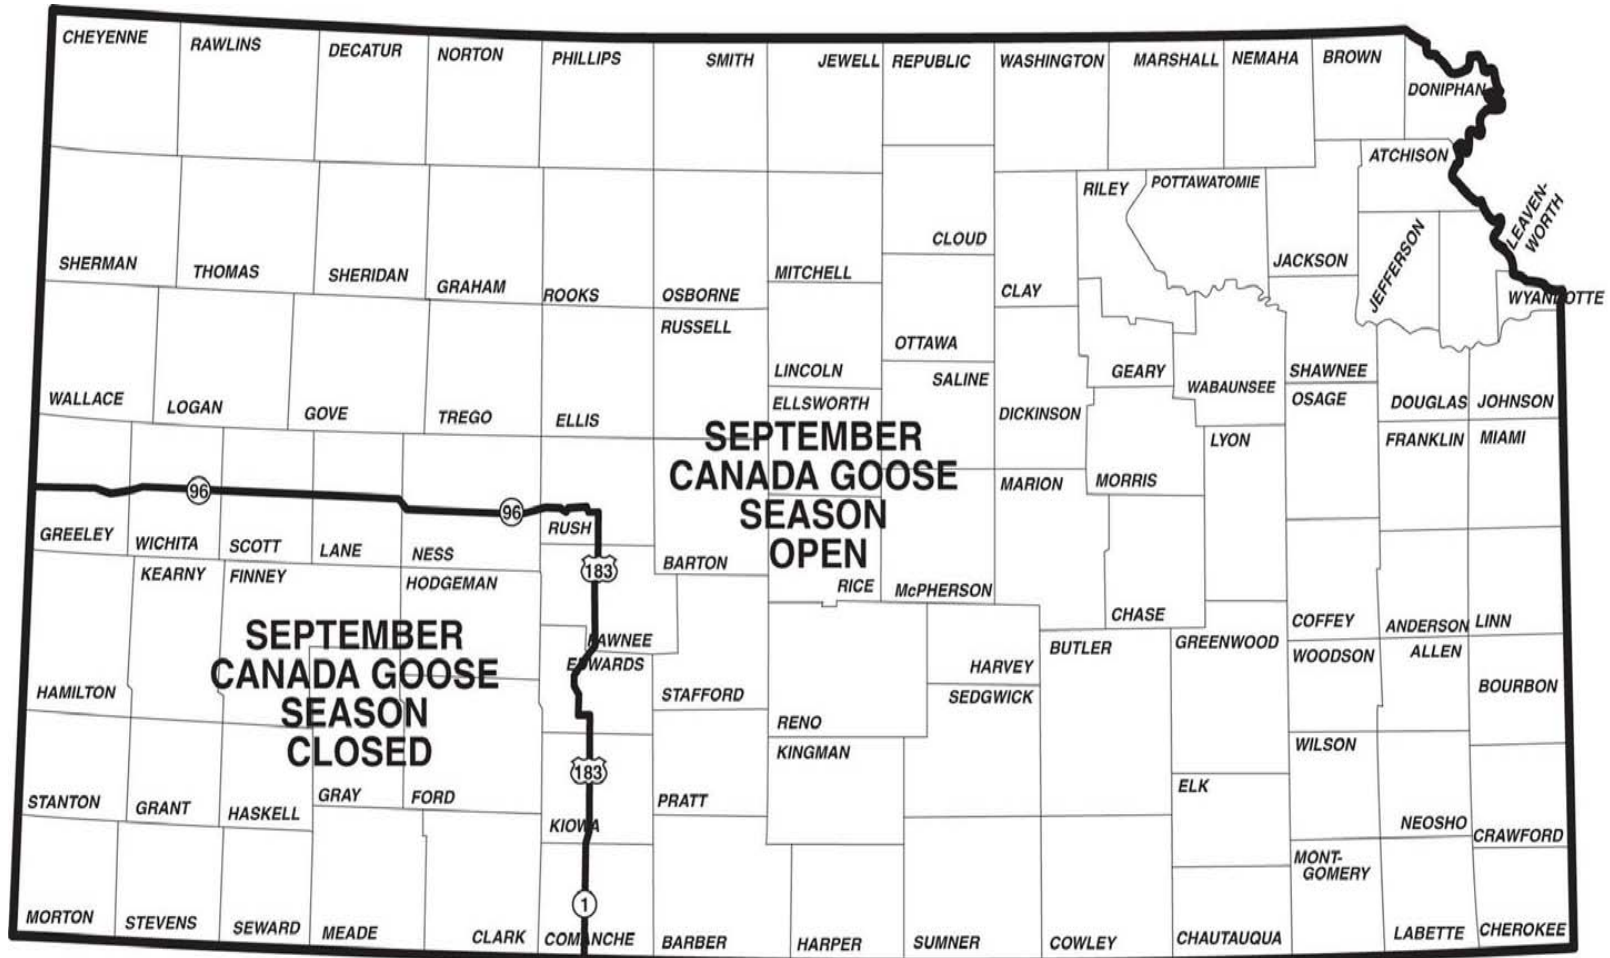 CHEYENNE
RAWLINS
DECATUR
NORTON
PHILLIPS
SMITH
JEWELL
REPUBLIC
WASHINGTON
MARSHALL
NEMAHA
BROWN
DONIPHAN
ATCHISON
RILEY
POTTAWATOMIE
LEAVEN-
WORTH
CLOUD
JACKSON
JEFFERSON
SHERMAN
THOMAS
SHERIDAN
GRAHAM
ROOKS
OSBORNE
MITCHELL
CLAY
WYANDOTTE
RUSSELL
OTTAWA
LINCOLN
SALINE
GEARY
WABAUNSEE
SHAWNEE
WALLACE
LOGAN
GOVE
TREGO
ELLIS
ELLSWORTH
DICKINSON
OSAGE
DOUGLAS
JOHNSON
SEPTEMBER
CANADA GOOSE
SEASON
OPEN
LYON
FRANKLIN
MIAMI
MARION
MORRIS
96
96
GREELEY
WICHITA
SCOTT
LANE
NESS
RUSH
BARTON
183
RICE
McPHERSON
KEARNY
FINNEY
HODGEMAN
CHASE
COFFEY
ANDERSON
LINN
SEPTEMBER
CANADA GOOSE
SEASON
CLOSED
PAWNEE
EDWARDS
BUTLER
GREENWOOD
WOODSON
ALLEN
HAMILTON
STAFFORD
HARVEY
SEDGWICK
BOURBON
RENO
KINGMAN
WILSON
183
STANTON
GRANT
HASKELL
GRAY
FORD
KIOWA
PRATT
ELK
NEOSHO
CRAWFORD
MONT-
GOMERY
1
MORTON
STEVENS
SEWARD
MEADE
CLARK
COMANCHE
BARBER
HARPER
SUMNER
COWLEY
CHAUTAUQUA
LABETTE
CHEROKEE